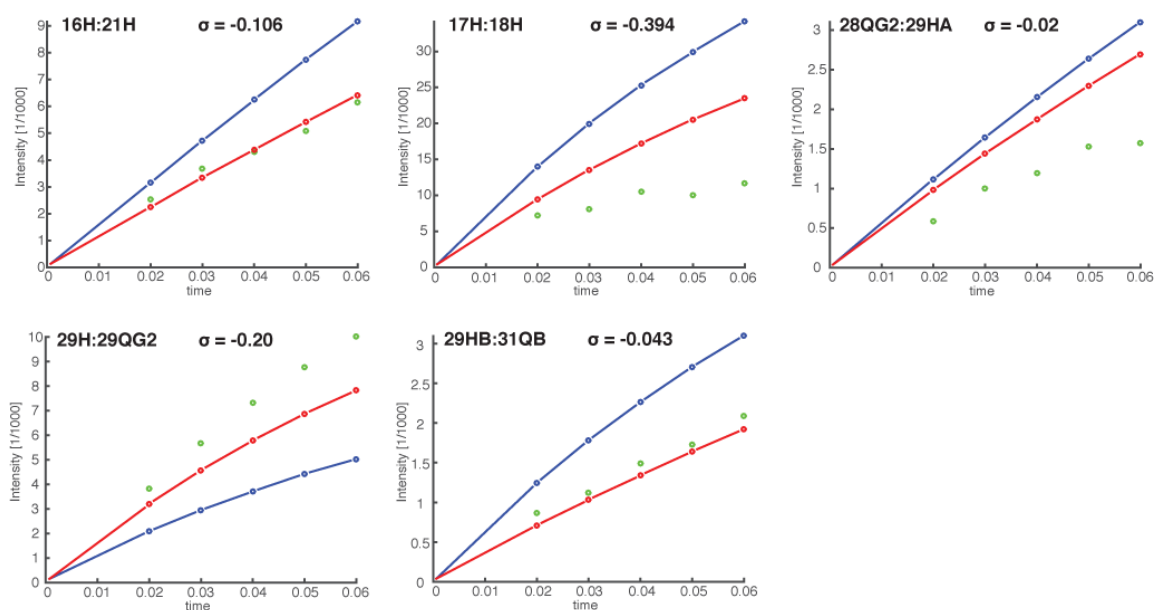 16H:21H σ = -0.106
Intensity [1/1000]
9
8
7
6
5
4
3
2
1
0
0 0.01 0.02 0.03 0.04 0.05 0.06
time
17H:18H σ = -0.394
Intensity [1/1000]
30
25
20
15
10
5
0
0 0.01 0.02 0.03 0.04 0.05 0.06
time
28QG2:29HA σ = -0.02
Intensity [1/1000]
3
2.5
2
1.5
1
0.5
0
0 0.01 0.02 0.03 0.04 0.05 0.06
time
29H:29QG2 σ = -0.20
Intensity [1/1000]
10
9
8
7
6
5
4
3
2
1
0
0 0.01 0.02 0.03 0.04 0.05 0.06
time
29HB:31QB σ = -0.043
Intensity [1/1000]
3
2.5
2
1.5
1
0.5
0
0 0.01 0.02 0.03 0.04 0.05 0.06
time